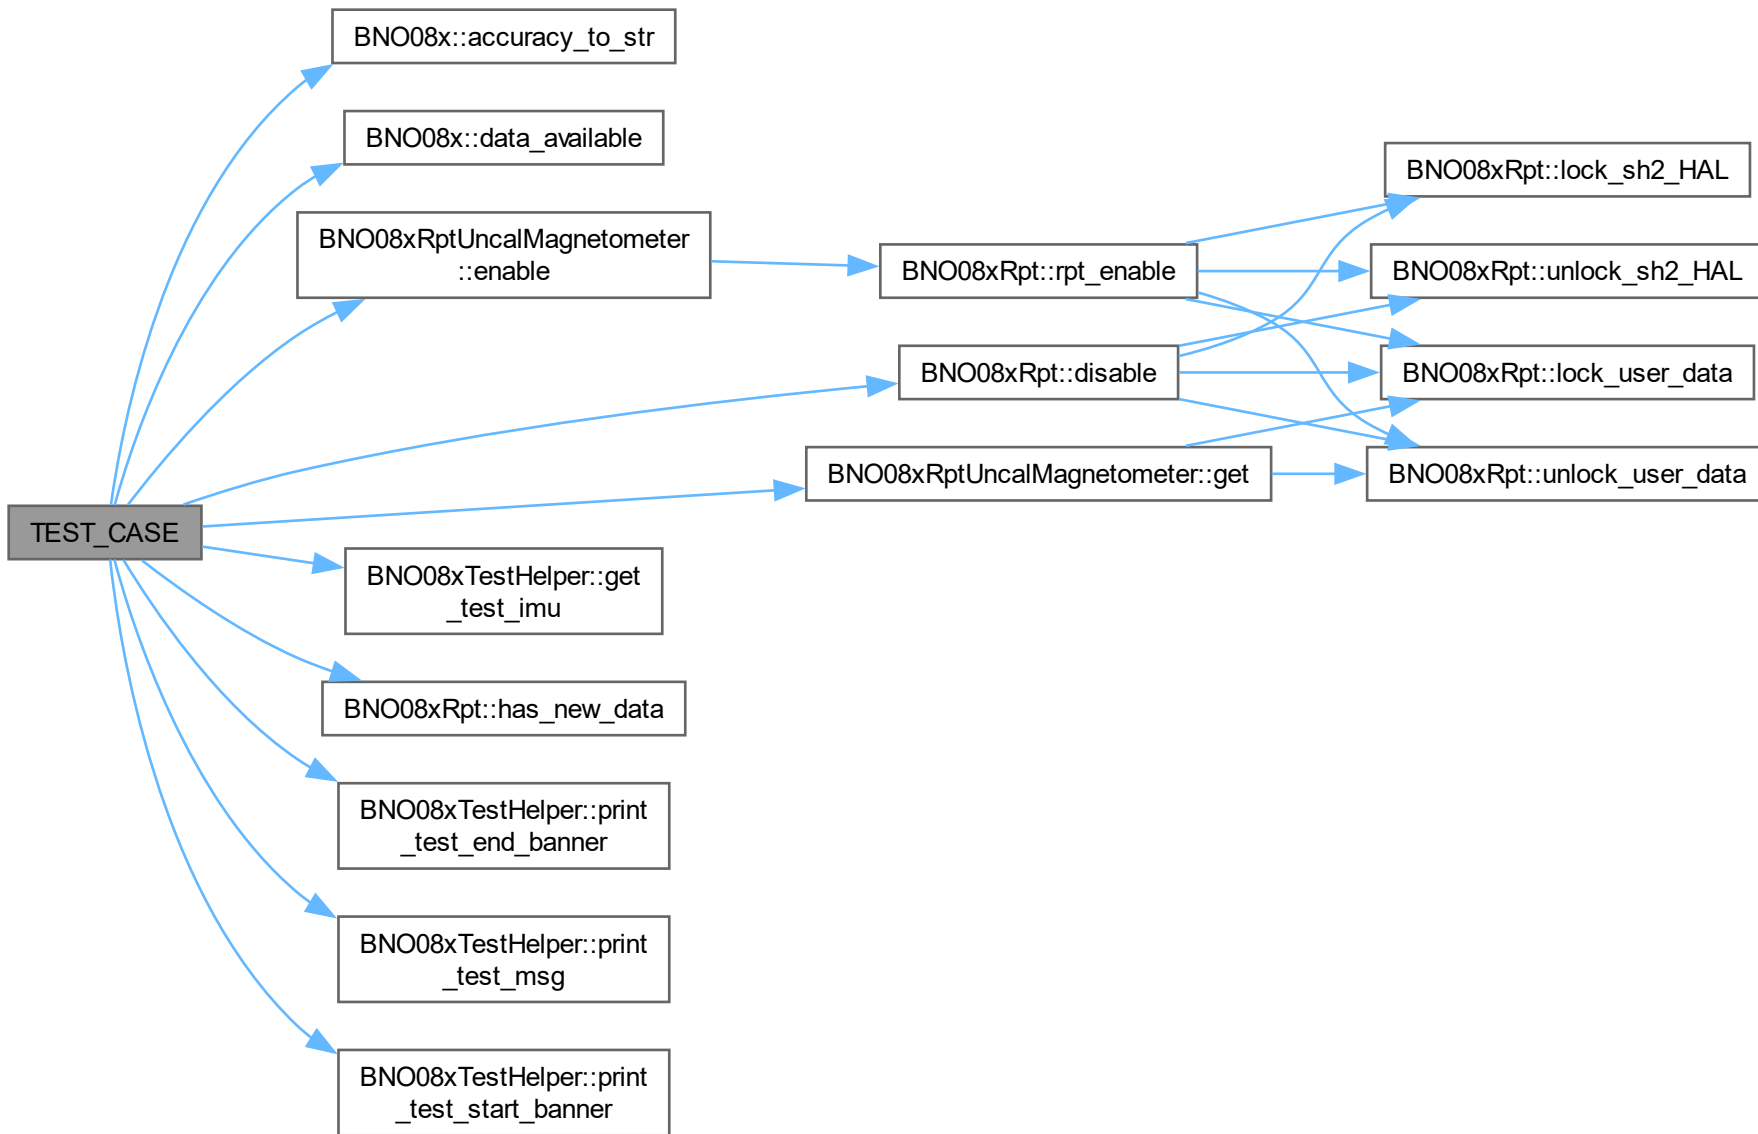 BNO08x::accuracy_to_str
BNO08x::data_available
BNO08xRptUncalMagnetometer
::enable
BNO08xRpt::rpt_enable
BNO08xRpt::lock_sh2_HAL
BNO08xRpt::unlock_sh2_HAL
BNO08xRpt::disable
BNO08xRpt::lock_user_data
BNO08xRptUncalMagnetometer::get
BNO08xRpt::unlock_user_data
TEST_CASE
BNO08xTestHelper::get
_test_imu
BNO08xRpt::has_new_data
BNO08xTestHelper::print
_test_end_banner
BNO08xTestHelper::print
_test_msg
BNO08xTestHelper::print
_test_start_banner